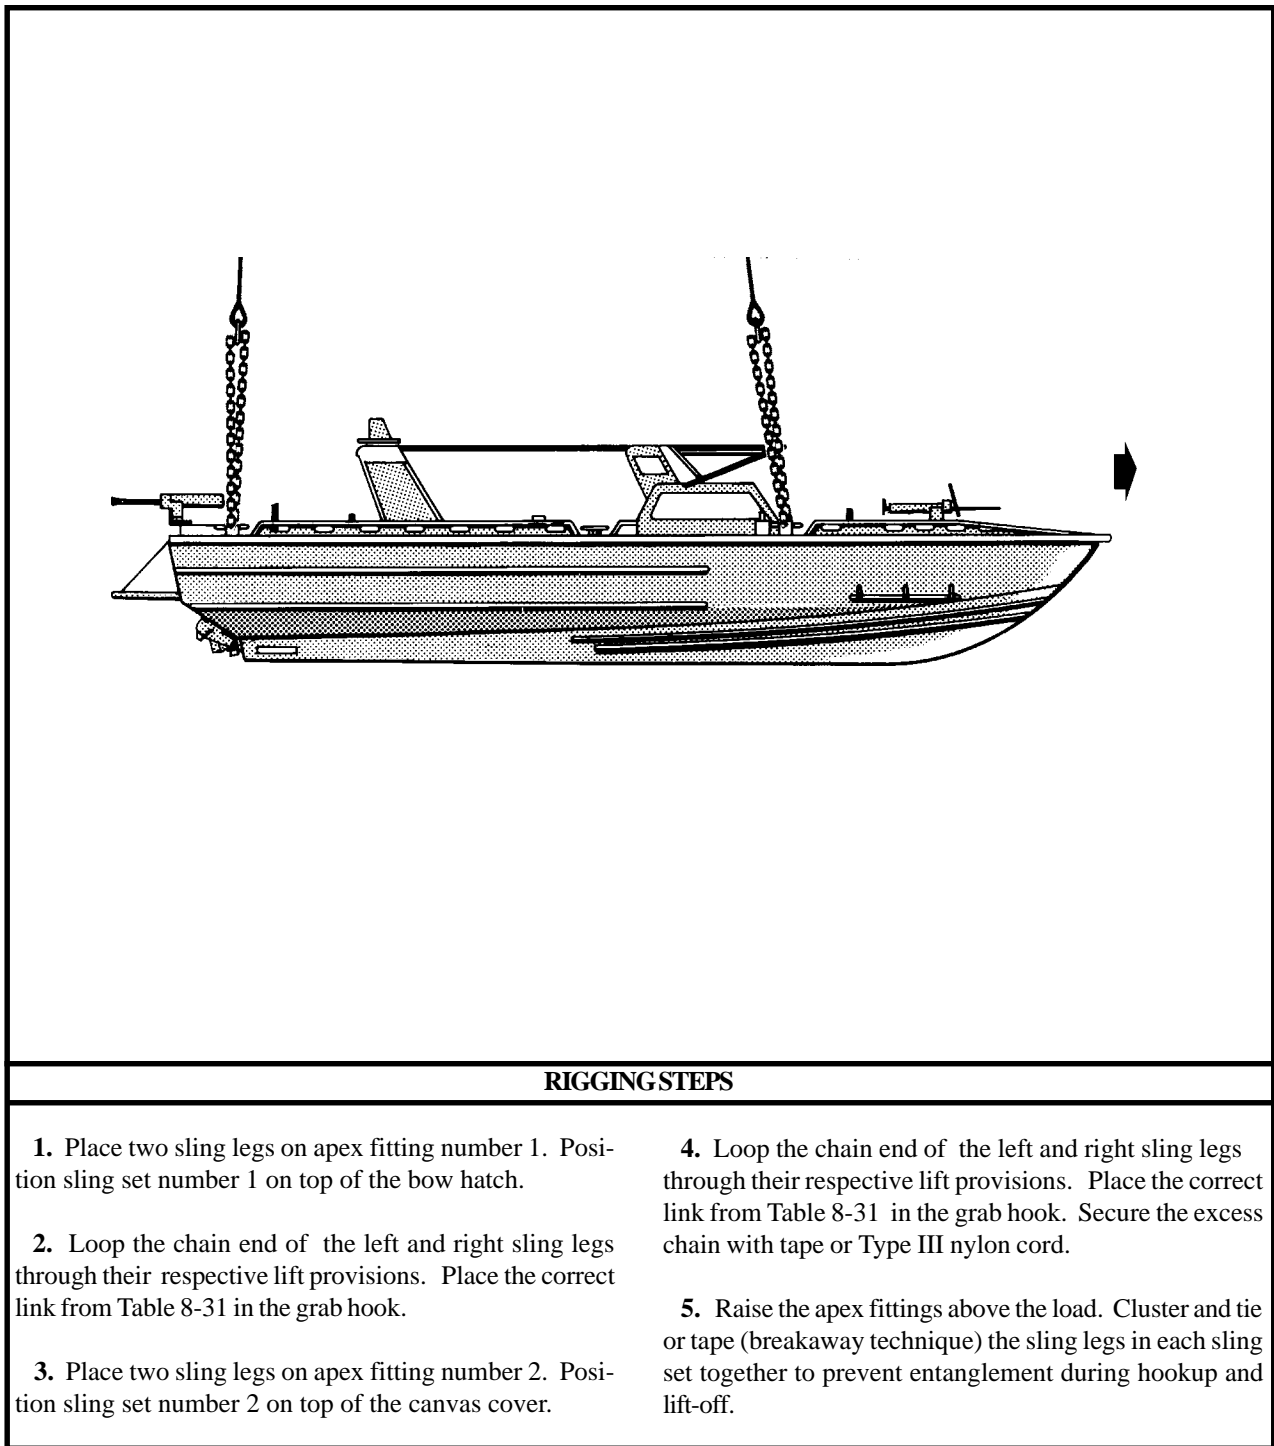 RIGGING STEPS
1. Place two sling legs on apex fitting number 1. Posi-
tion sling set number 1 on top of the bow hatch.
2. Loop the chain end of the left and right sling legs
through their respective lift provisions. Place the correct
link from Table 8-31 in the grab hook.
3. Place two sling legs on apex fitting number 2. Posi-
tion sling set number 2 on top of the canvas cover.
4. Loop the chain end of the left and right sling legs
through their respective lift provisions. Place the correct
link from Table 8-31 in the grab hook. Secure the excess
chain with tape or Type III nylon cord.
5. Raise the apex fittings above the load. Cluster and tie
or tape (breakaway technique) the sling legs in each sling
set together to prevent entanglement during hookup and
lift-off.